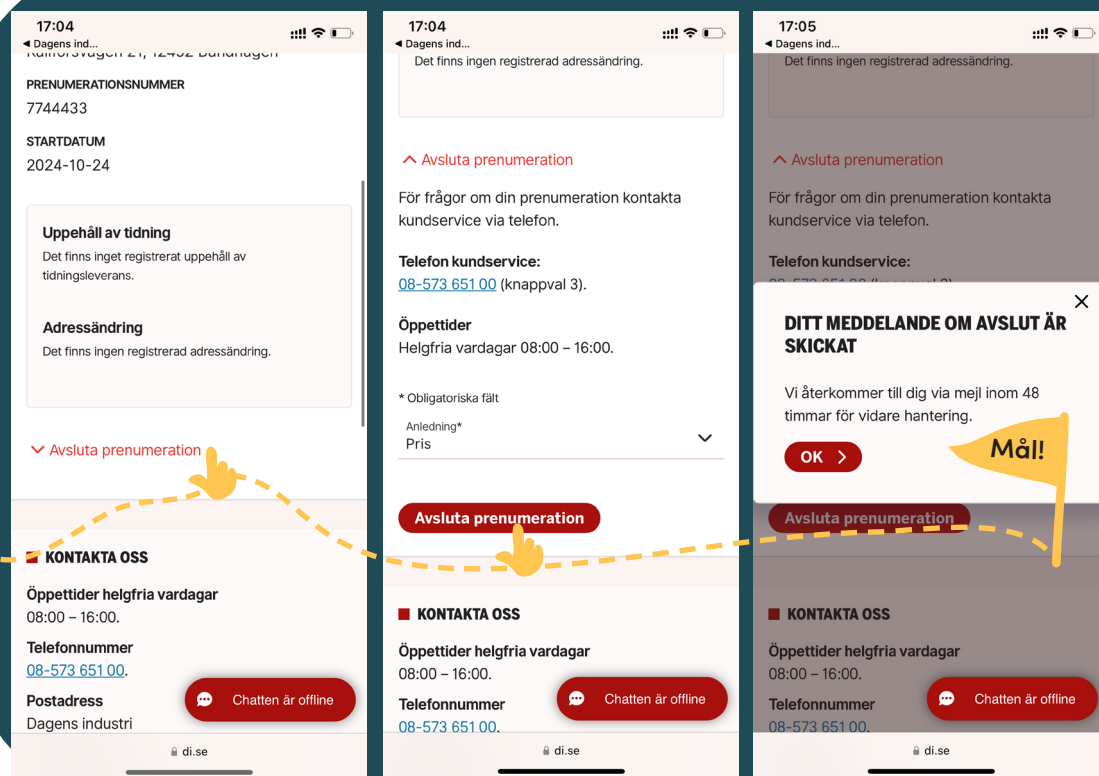 17:04
◀ Dagens ind...
21, 12432 Bandhagen
PRENUMERATIONSNUMMER
7744433
STARTDATUM
2024-10-24
Uppehåll av tidning
Det finns inget registrerat uppehåll av
tidningsleverans.
Adressändring
Det finns ingen registrerad adressändring.
Avsluta prenumeration
KONTAKTA OSS
Öppettider helgfria vardagar
08:00 – 16:00.
Telefonnummer
08-573 651 00.
Postadress
Dagens industri
Chatten är offline
di.se
17:04
◀ Dagens ind...
Det finns ingen registrerad adressändring.
Avsluta prenumeration
För frågor om din prenumeration kontakta
kundservice via telefon.
Telefon kundservice:
08-573 651 00 (knappval 3).
Öppettider
Helgfria vardagar 08:00 – 16:00.
* Obligatoriska fält
Anledning*
Pris
Avsluta prenumeration
KONTAKTA OSS
Öppettider helgfria vardagar
08:00 – 16:00.
Telefonnummer
08-573 651 00.
Chatten är offline
di.se
17:05
◀ Dagens ind...
Det finns ingen registrerad adressändring.
Avsluta prenumeration
För frågor om din prenumeration kontakta
kundservice via telefon.
Telefon kundservice:
08-573 651 00 (knappval 3).
DITT MEDDELANDE OM AVSLUT ÄR
SKICKAT
Vi återkommer till dig via mejl inom 48
timmar för vidare hantering.
OK
Mål!
Avsluta prenumeration
KONTAKTA OSS
Öppettider helgfria vardagar
08:00 – 16:00.
Telefonnummer
08-573 651 00.
Chatten är offline
di.se